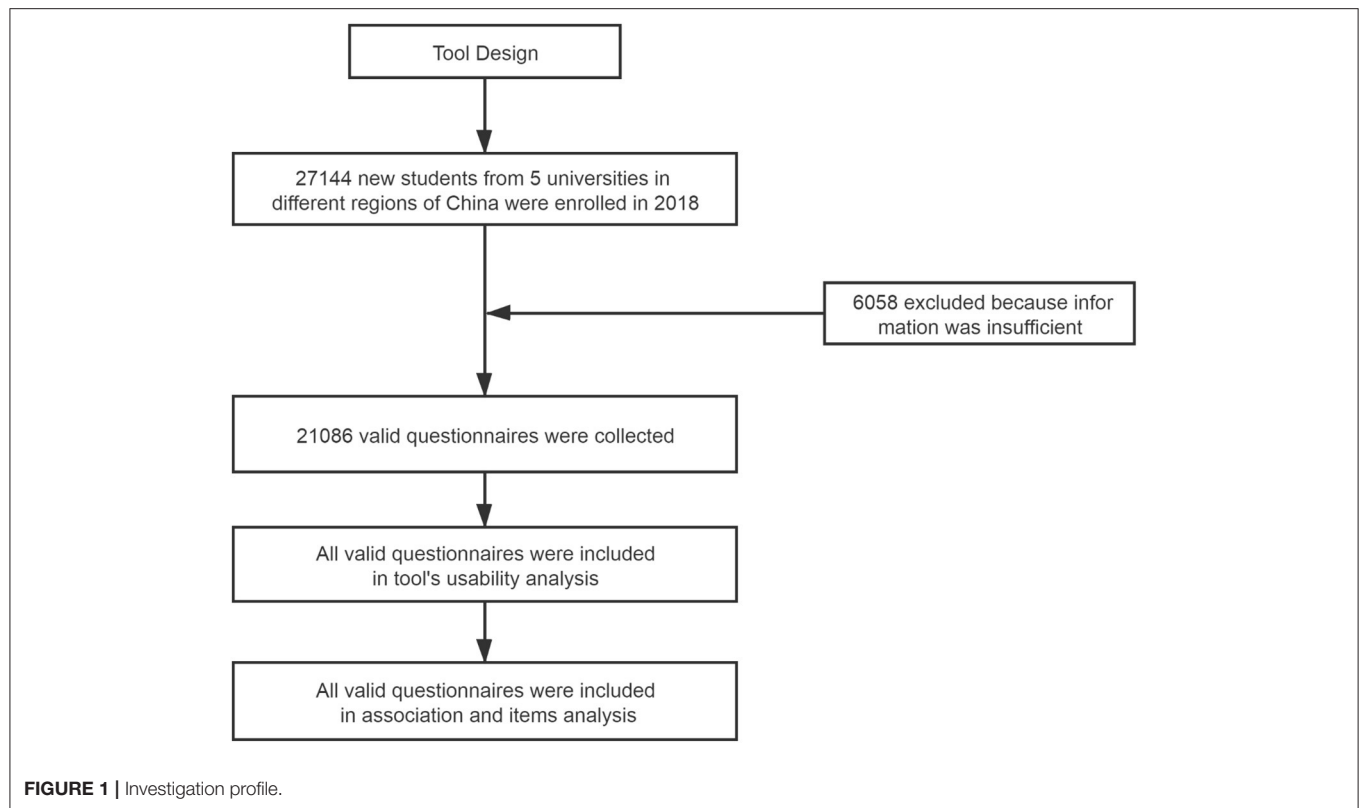 Tool Design
27144 new students from 5 universities in
different regions of China were enrolled in 2018
6058 excluded because infor
mation was insufficient
21086 valid questionnaires were collected
All valid questionnaires were included
in tool's usability analysis
All valid questionnaires were included
in association and items analysis
FIGURE 1 | Investigation profile.